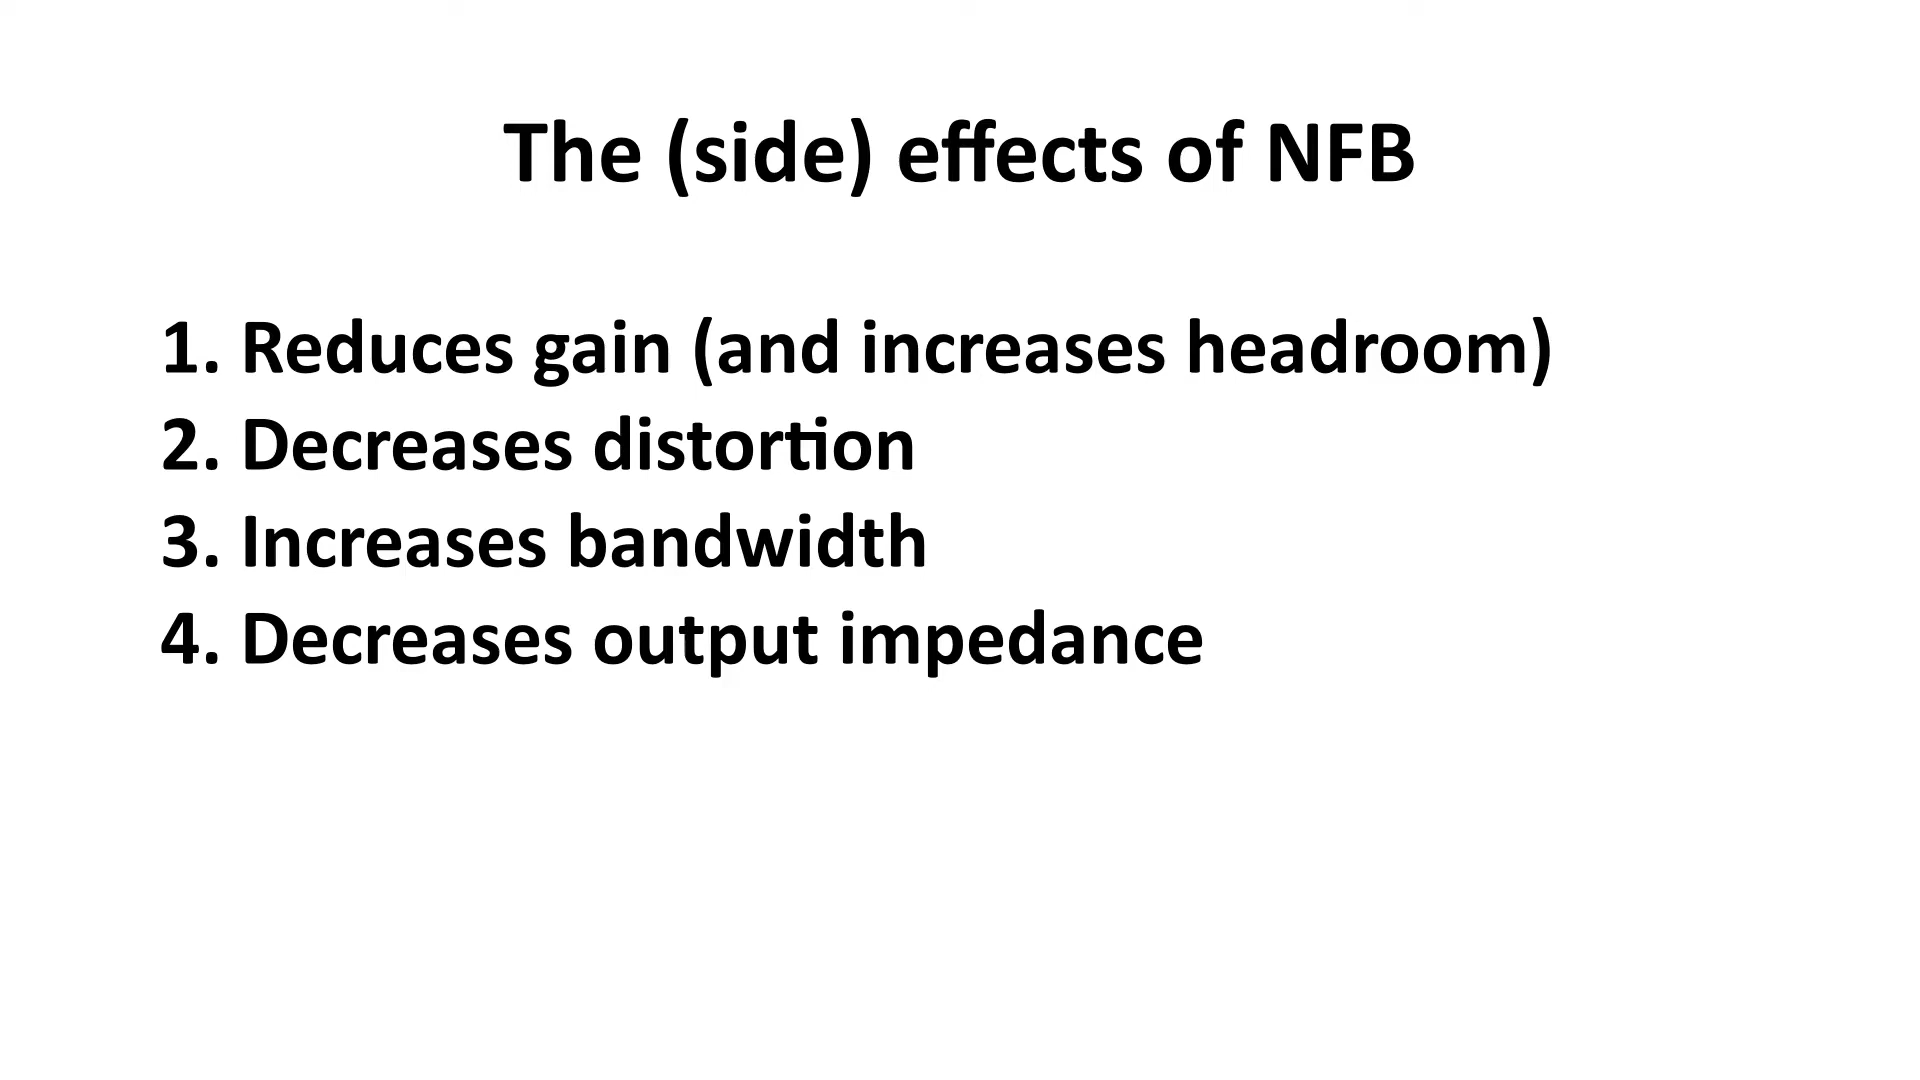 The (side) effects of NFB
1. Reduces gain (and increases headroom)
2. Decreases distortion
3. Increases bandwidth
4. Decreases output impedance